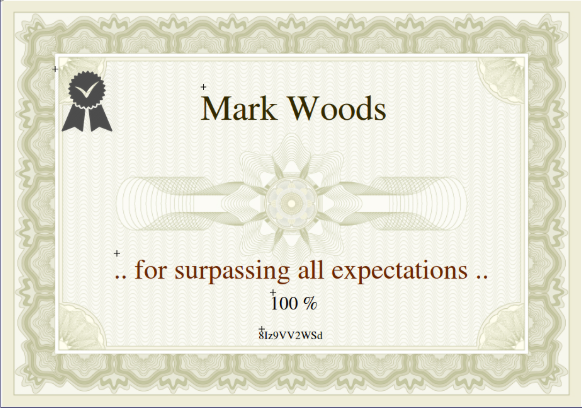 Mark Woods
.. for surpassing all expectations ..
100 %
8Iz9VV2WSd